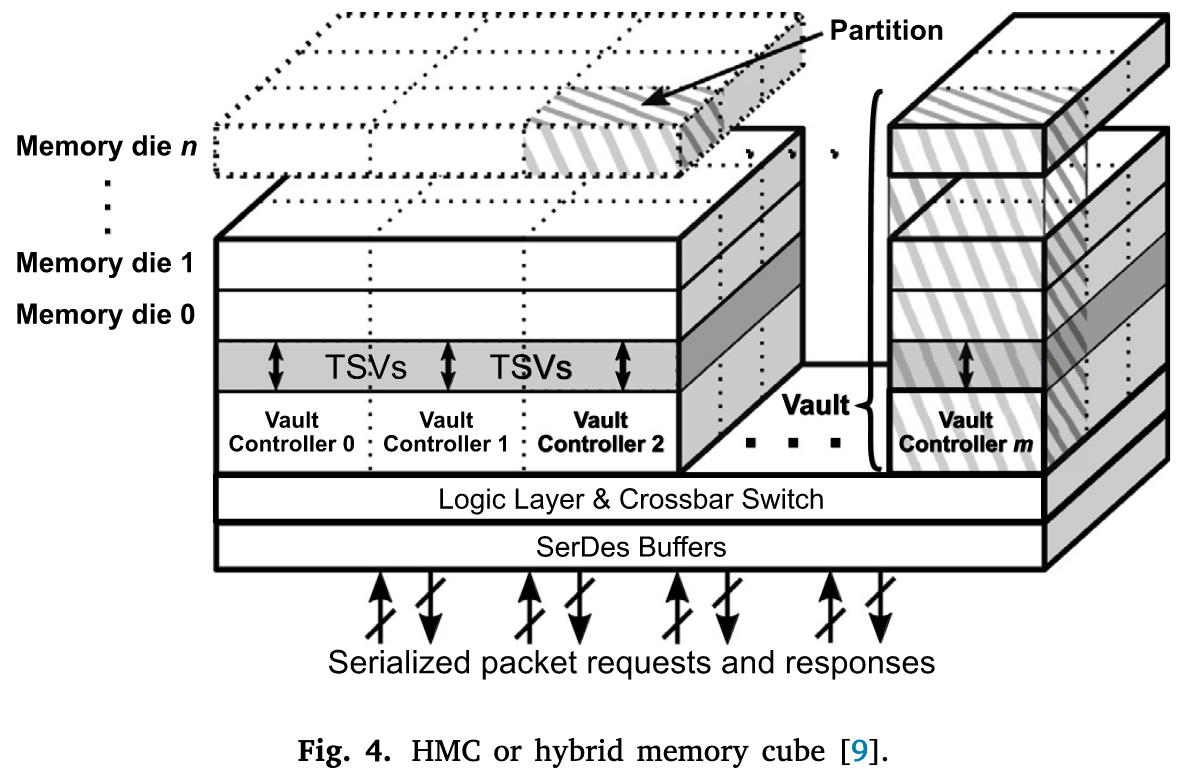 Partition
Memory die n
Memory die 1
Memory die 0
TSVs TSVs
Vault
Vault Controller 0
Vault Controller 1
Vault Controller 2
Vault Controller m
Logic Layer & Crossbar Switch
SerDes Buffers
Serialized packet requests and responses
Fig. 4. HMC or hybrid memory cube [9].